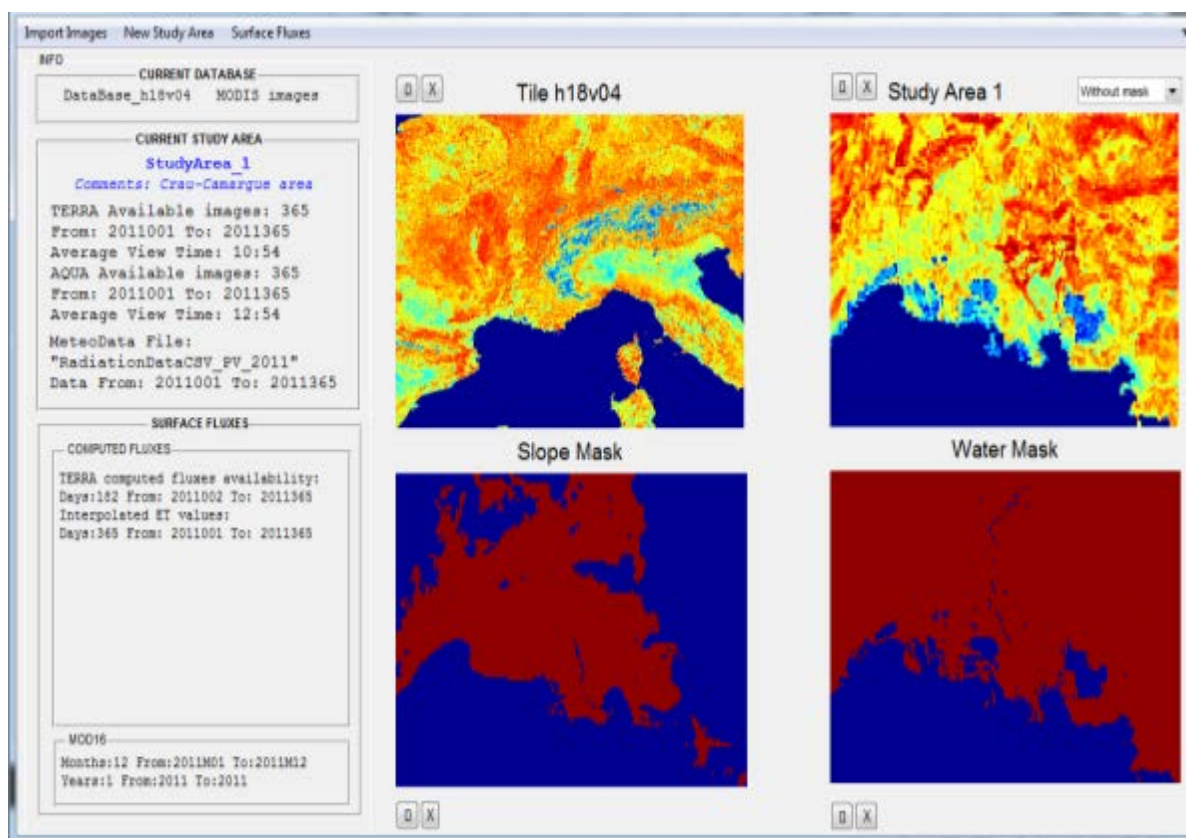 Import Images New Study Area Surface Fluxes
INFO
CURRENT DATABASE
DataBase_h18v04 MODIS images
CURRENT STUDY AREA
StudyArea_1
Comments: Crau-Camargue area
TERRA Available images: 365
From: 2011001 To: 2011365
Average View Time: 10:54
AQUA Available images: 365
From: 2011001 To: 2011365
Average View Time: 12:54
MeteoData File:
"RadiationDataCSV_PV_2011"
Data From: 2011001 To: 2011365
SURFACE FLUXES
COMPUTED FLUXES
TERRA computed fluxes availability:
Days:182 From: 2011002 To: 2011365
Interpolated ET values:
Days:365 From: 2011001 To: 2011365
MOD16
Months:12 From:2011M01 To:2011M12
Years:1 From:2011 To:2011
D X
Tile h18v04
D X
Study Area 1
Without mask
Slope Mask
Water Mask
D X
D X